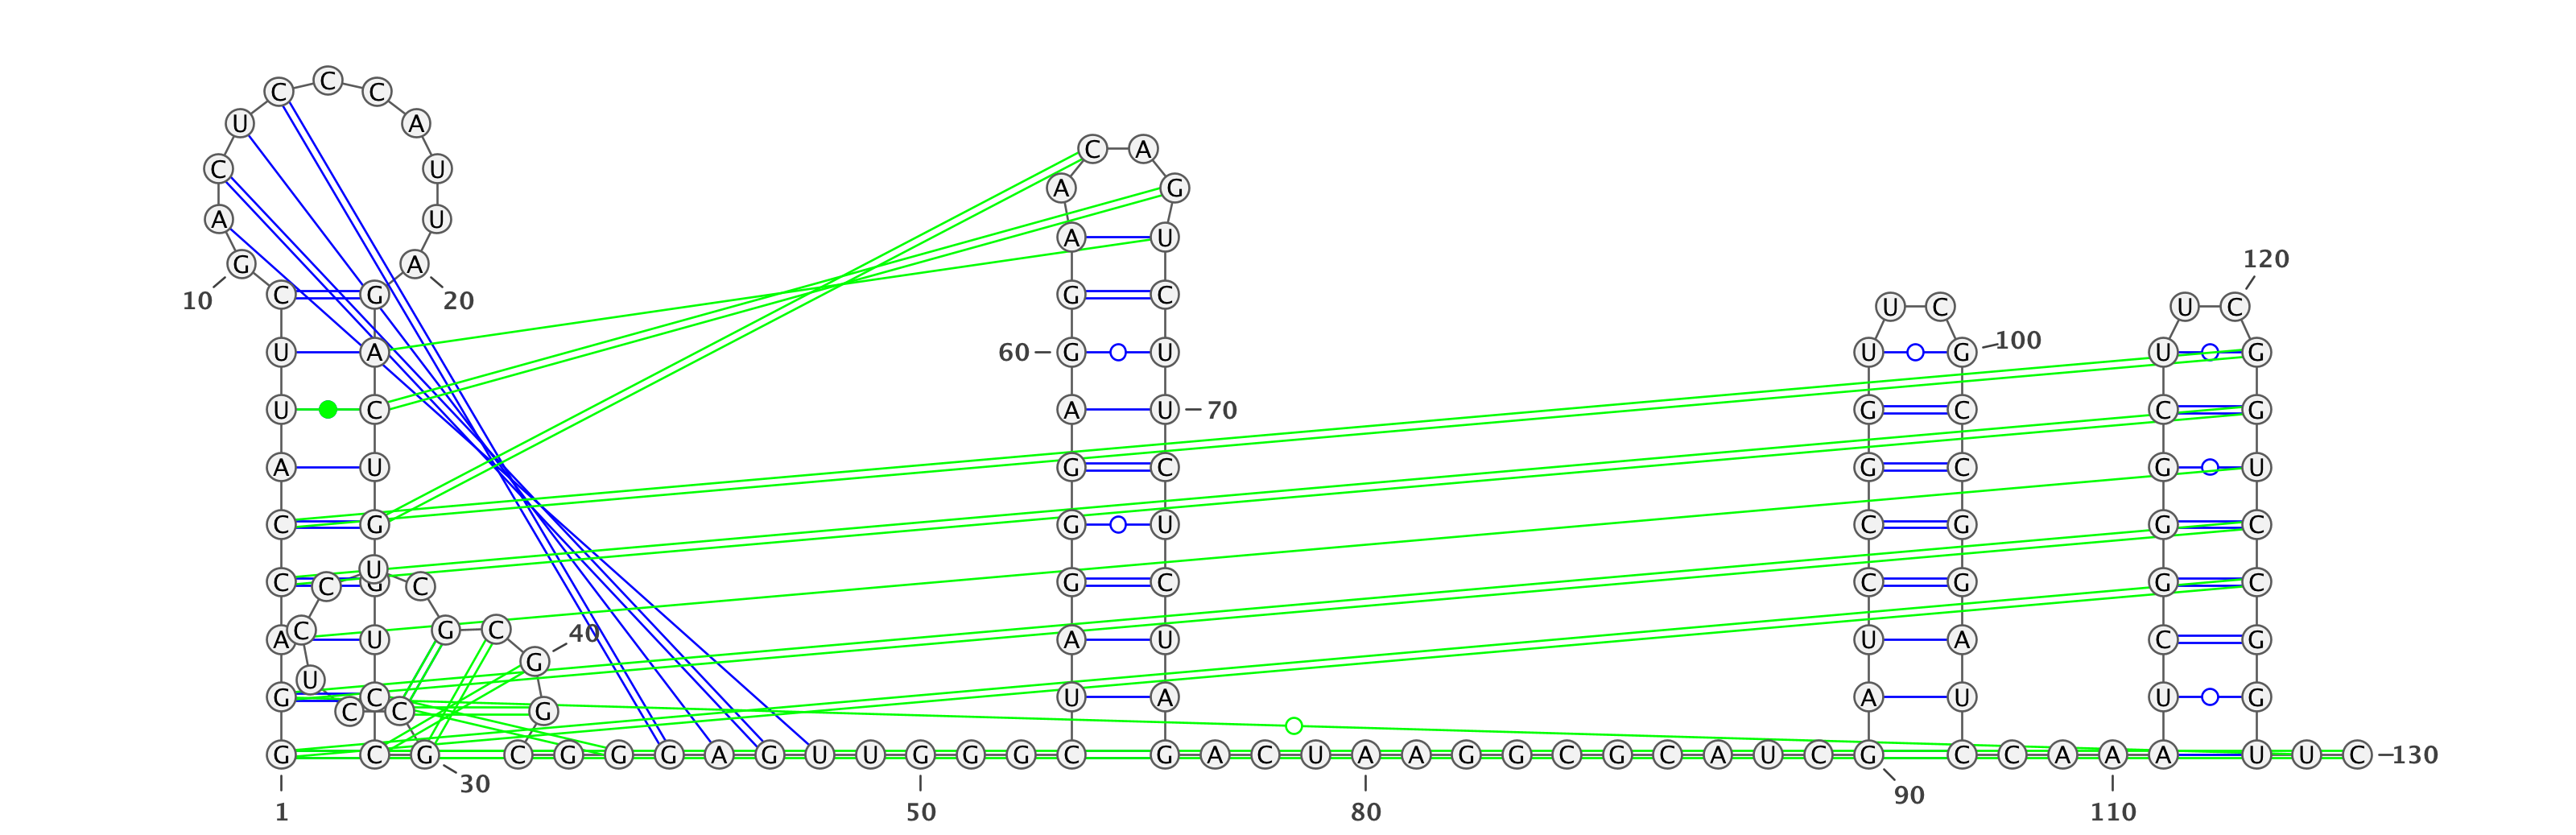 C
C C
U A
C A
C U
A G
A U
A U
120
G A
10 C G 20 G C
U C U C
U A 60 G U U G 100 U G
U C A U 70 G C C G
A U G C G C G U
C G G U C G G C
U
C C G C G C C G G C
A C U G C 40 A U U A C G
G
U
G C U A A U U G
C C G
G C G C G G G A G U U G G G C G A C U A A G G C G C A U C G C C A A A U U C 130
30 90
1 50 80 110